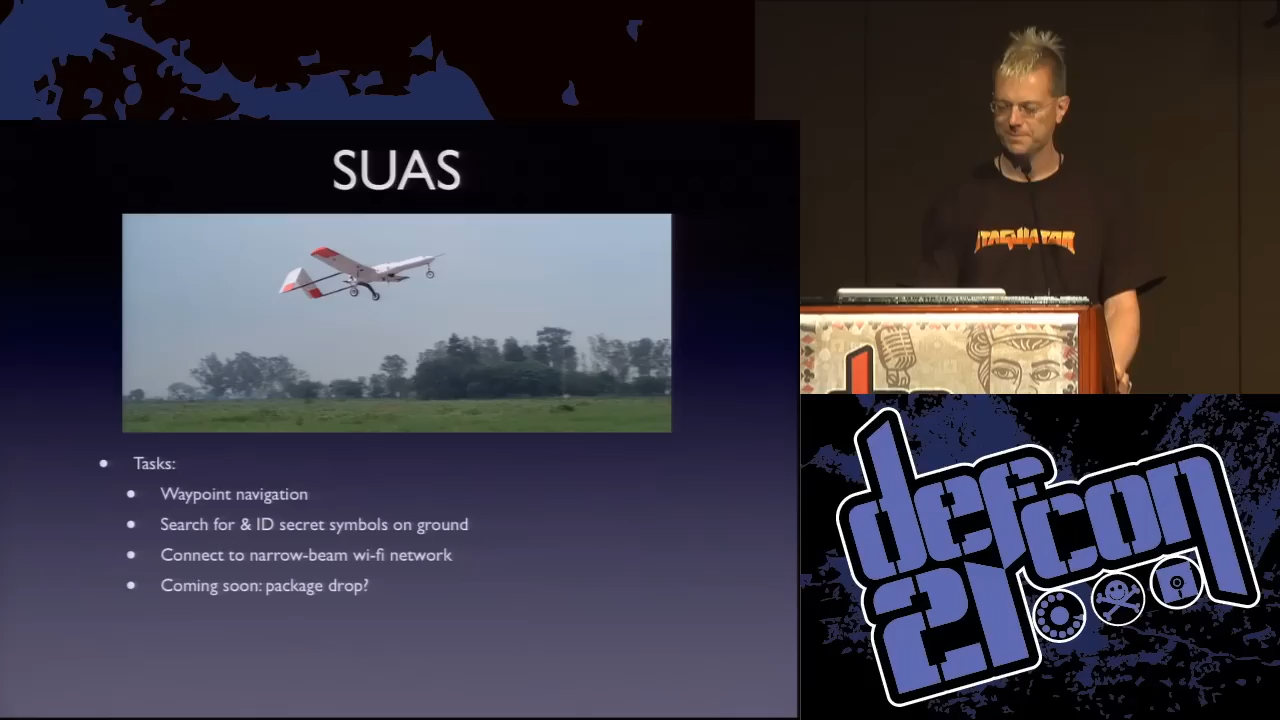 SUAS
Tasks:
Waypoint navigation
Search for & ID secret symbols on ground
Connect to narrow-beam wi-fi network
Coming soon: package drop?
defcon
21